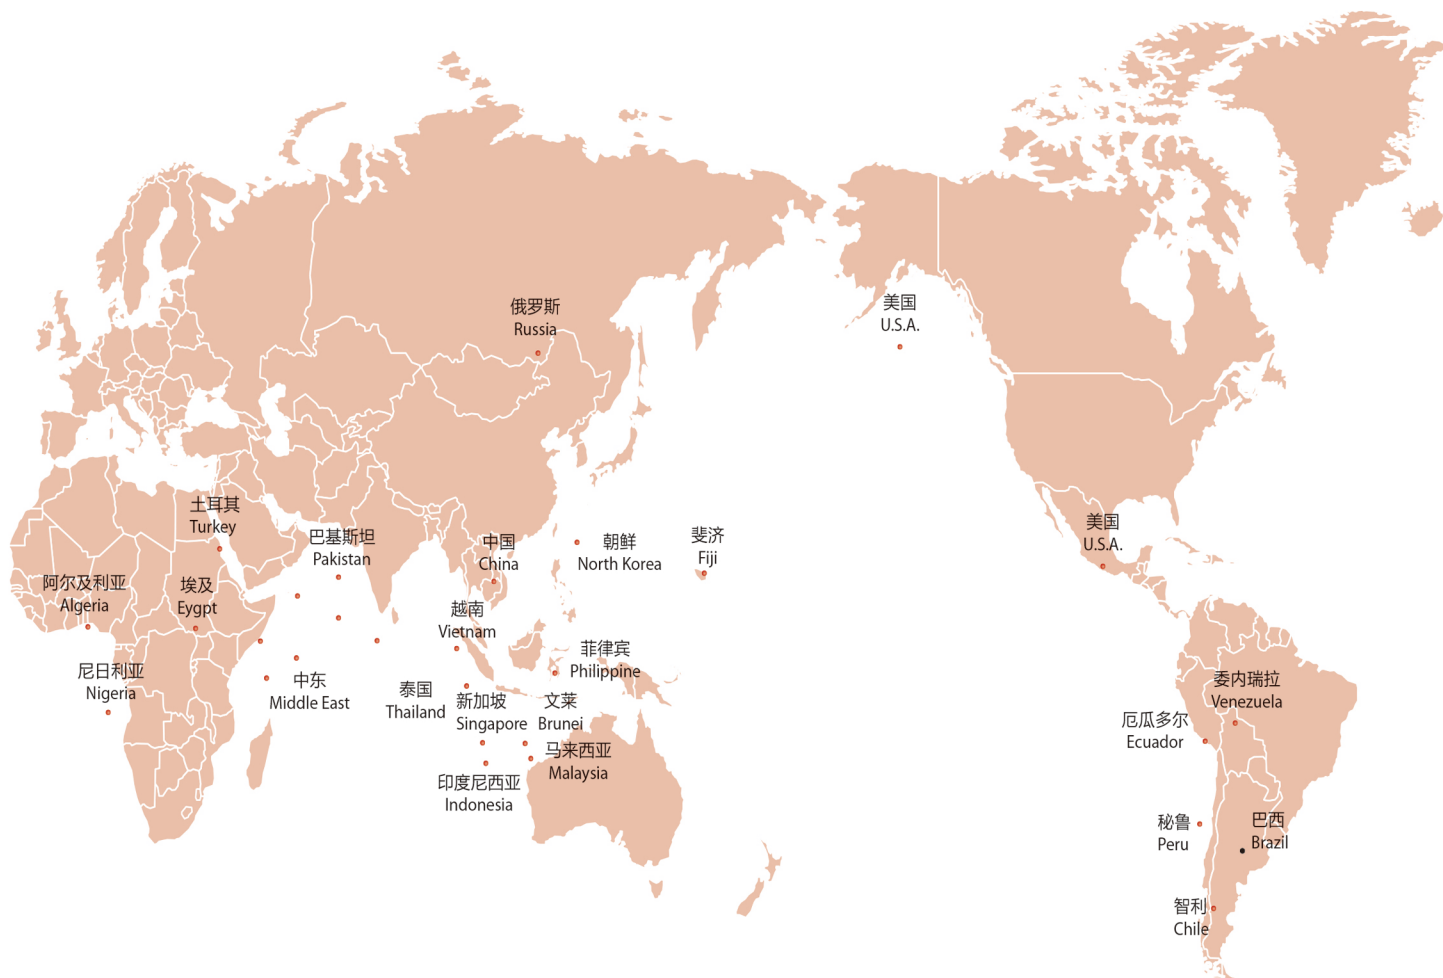 俄罗斯
Russia
美国
U.S.A.
土耳其
Turkey
巴基斯坦
Pakistan
中国
China
朝鲜
North Korea
斐济
Fiji
美国
U.S.A.
阿尔及利亚
Algeria
埃及
Eygpt
越南
Vietnam
菲律宾
Philippine
尼日利亚
Nigeria
中东
Middle East
泰国
Thailand
新加坡
Singapore
文莱
Brunei
委内瑞拉
Venezuela
厄瓜多尔
Ecuador
马来西亚
Malaysia
印度尼西亚
Indonesia
秘鲁
Peru
巴西
Brazil
智利
Chile